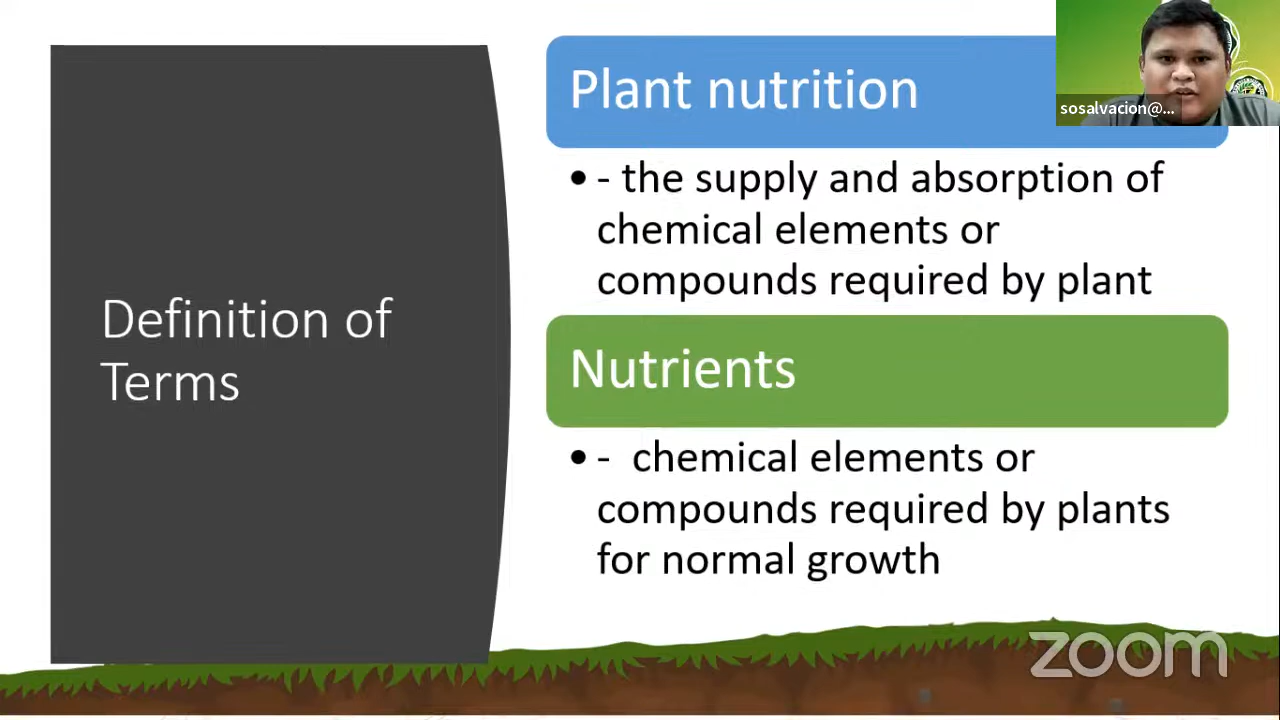 Definition of
Terms
Plant nutrition
• - the supply and absorption of
chemical elements or
compounds required by plant
Nutrients
• -  chemical elements or
compounds required by plants
for normal growth
sosalvacion@...
zoom